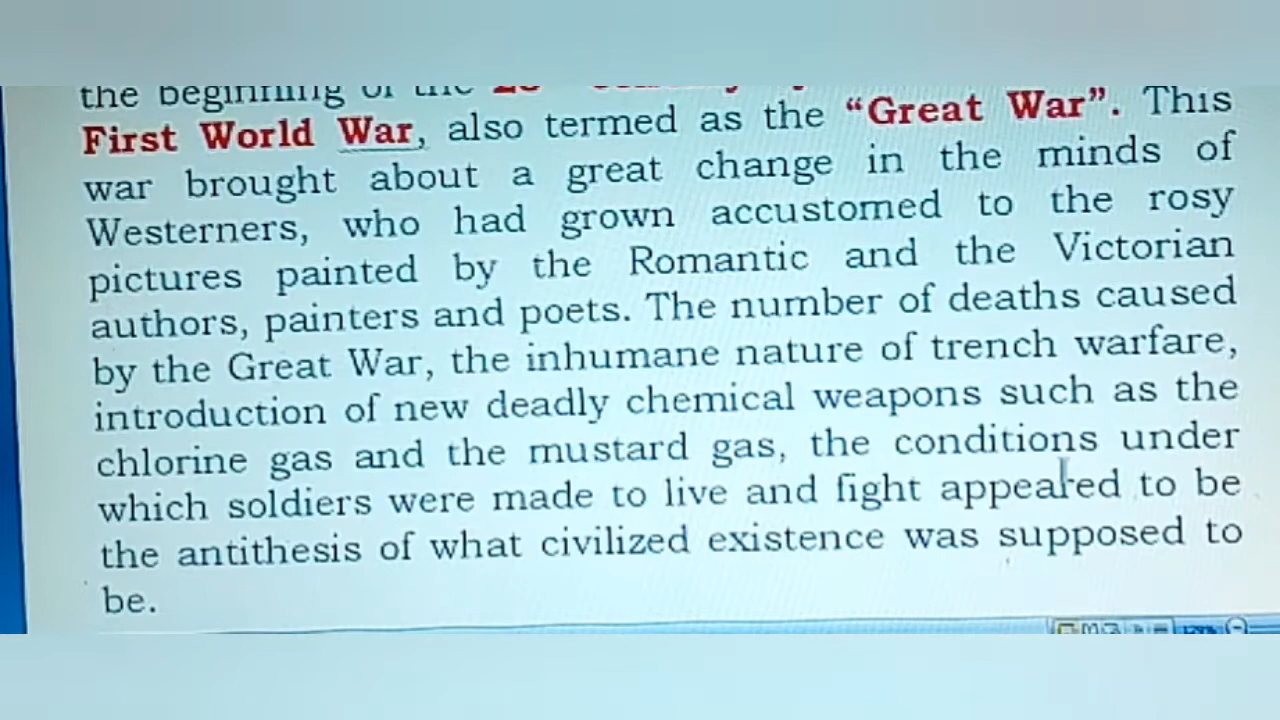 the beginning of the 20
First World War, also termed as the “Great War”. This
war brought about a great change in the minds of
Westerners, who had grown accustomed to the rosy
pictures painted by the Romantic and the Victorian
authors, painters and poets. The number of deaths caused
by the Great War, the inhumane nature of trench warfare,
introduction of new deadly chemical weapons such as the
chlorine gas and the mustard gas, the conditions under
which soldiers were made to live and fight appeared to be
the antithesis of what civilized existence was supposed to
be.